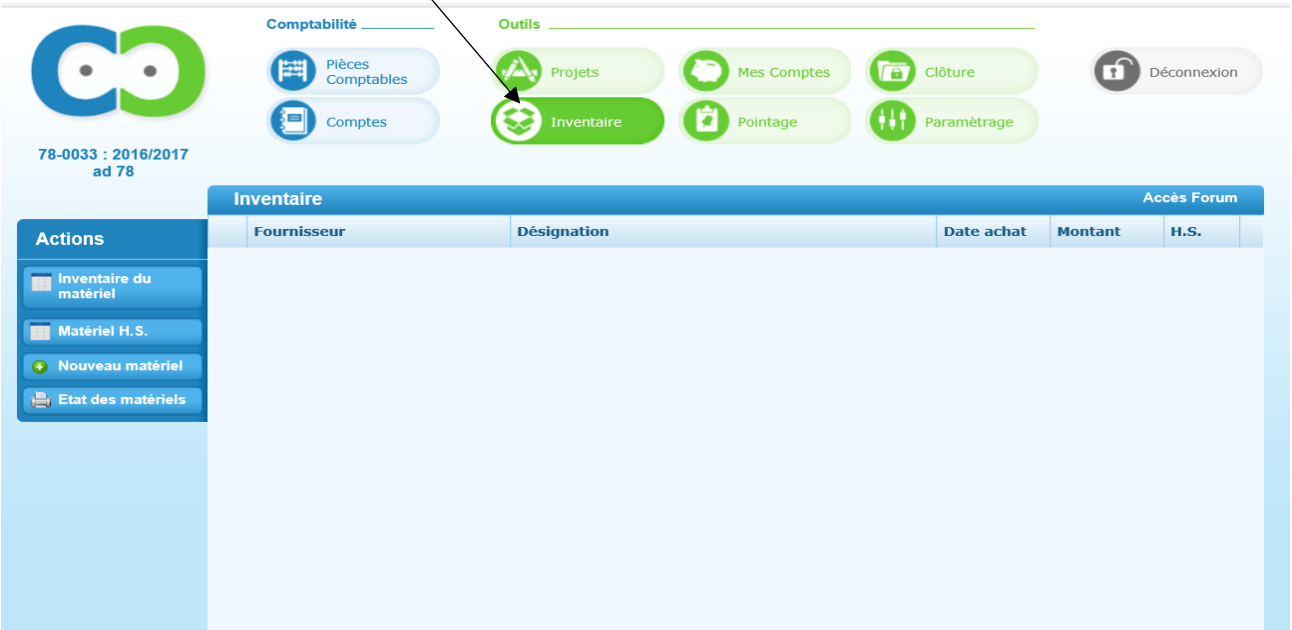 Comptabilité
Outils
Pièces
Comptables
Projets
Mes Comptes
Clôture
Déconnexion
Comptes
Inventaire
Pointage
Paramètrage
78-0033 : 2016/2017
ad 78
Inventaire
Accès Forum
Actions
Fournisseur
Désignation
Date achat
Montant
H.S.
Inventaire du
matériel
Matériel H.S.
Nouveau matériel
Etat des matériels